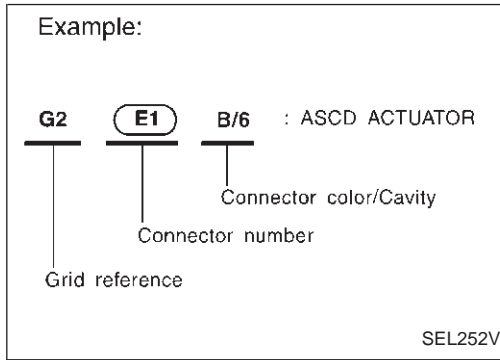 Example:
G2 E1 B/6 : ASCD ACTUATOR
Connector color/Cavity
Connector number
Grid reference
SEL252V